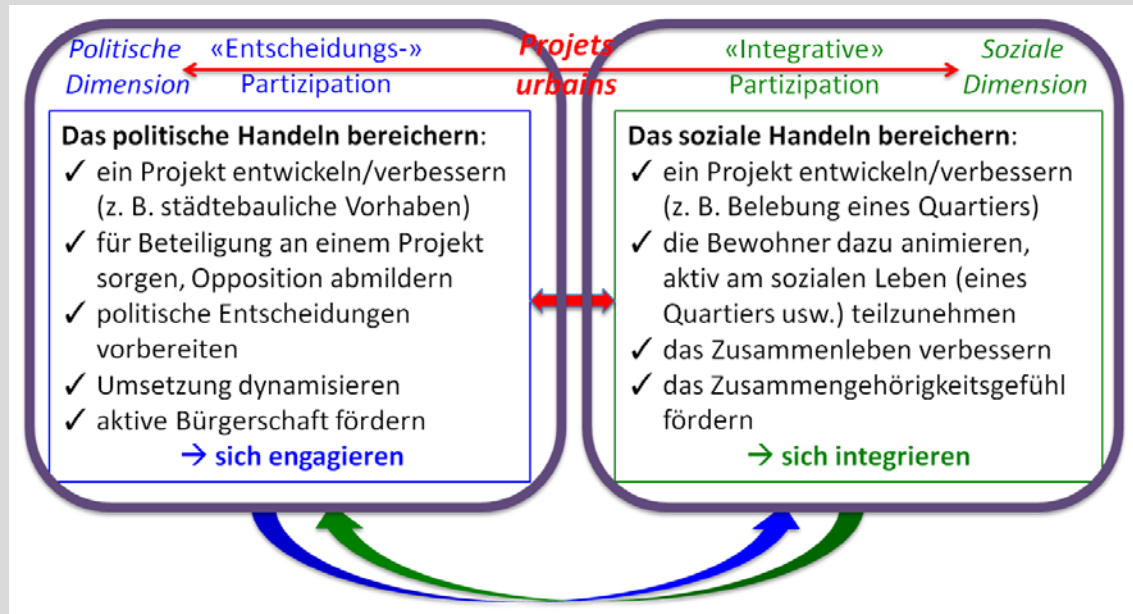 Politische
Dimension
«Entscheidungs-»
Partizipation
Projets
urbains
«Integrative»
Partizipation
Soziale
Dimension
Das politische Handeln bereichern:
✓ ein Projekt entwickeln/verbessern
(z. B. städtebauliche Vorhaben)
✓ für Beteiligung an einem Projekt
sorgen, Opposition abmildern
✓ politische Entscheidungen
vorbereiten
✓ Umsetzung dynamisieren
✓ aktive Bürgerschaft fördern
→ sich engagieren
Das soziale Handeln bereichern:
✓ ein Projekt entwickeln/verbessern
(z. B. Belebung eines Quartiers)
✓ die Bewohner dazu animieren,
aktiv am sozialen Leben (eines
Quartiers usw.) teilzunehmen
✓ das Zusammenleben verbessern
✓ das Zusammengehörigkeitsgefühl
fördern
→ sich integrieren